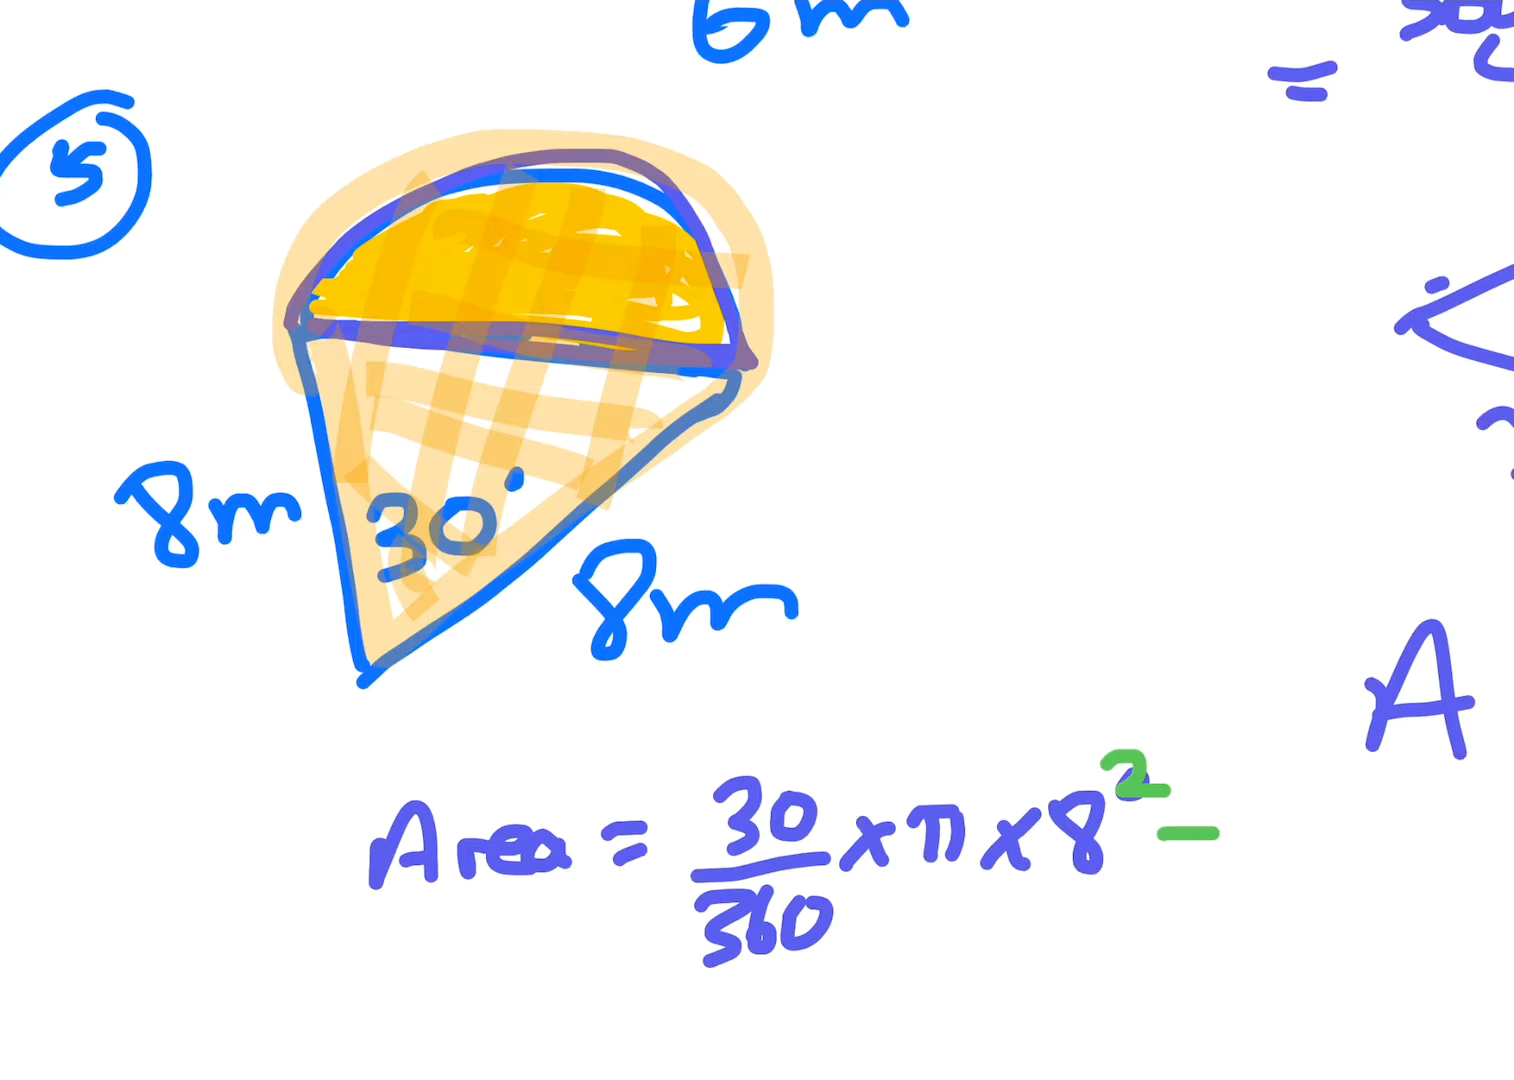 6m
=
5
8m
30°
8m
A
Area = 30/360 × π × 8² −